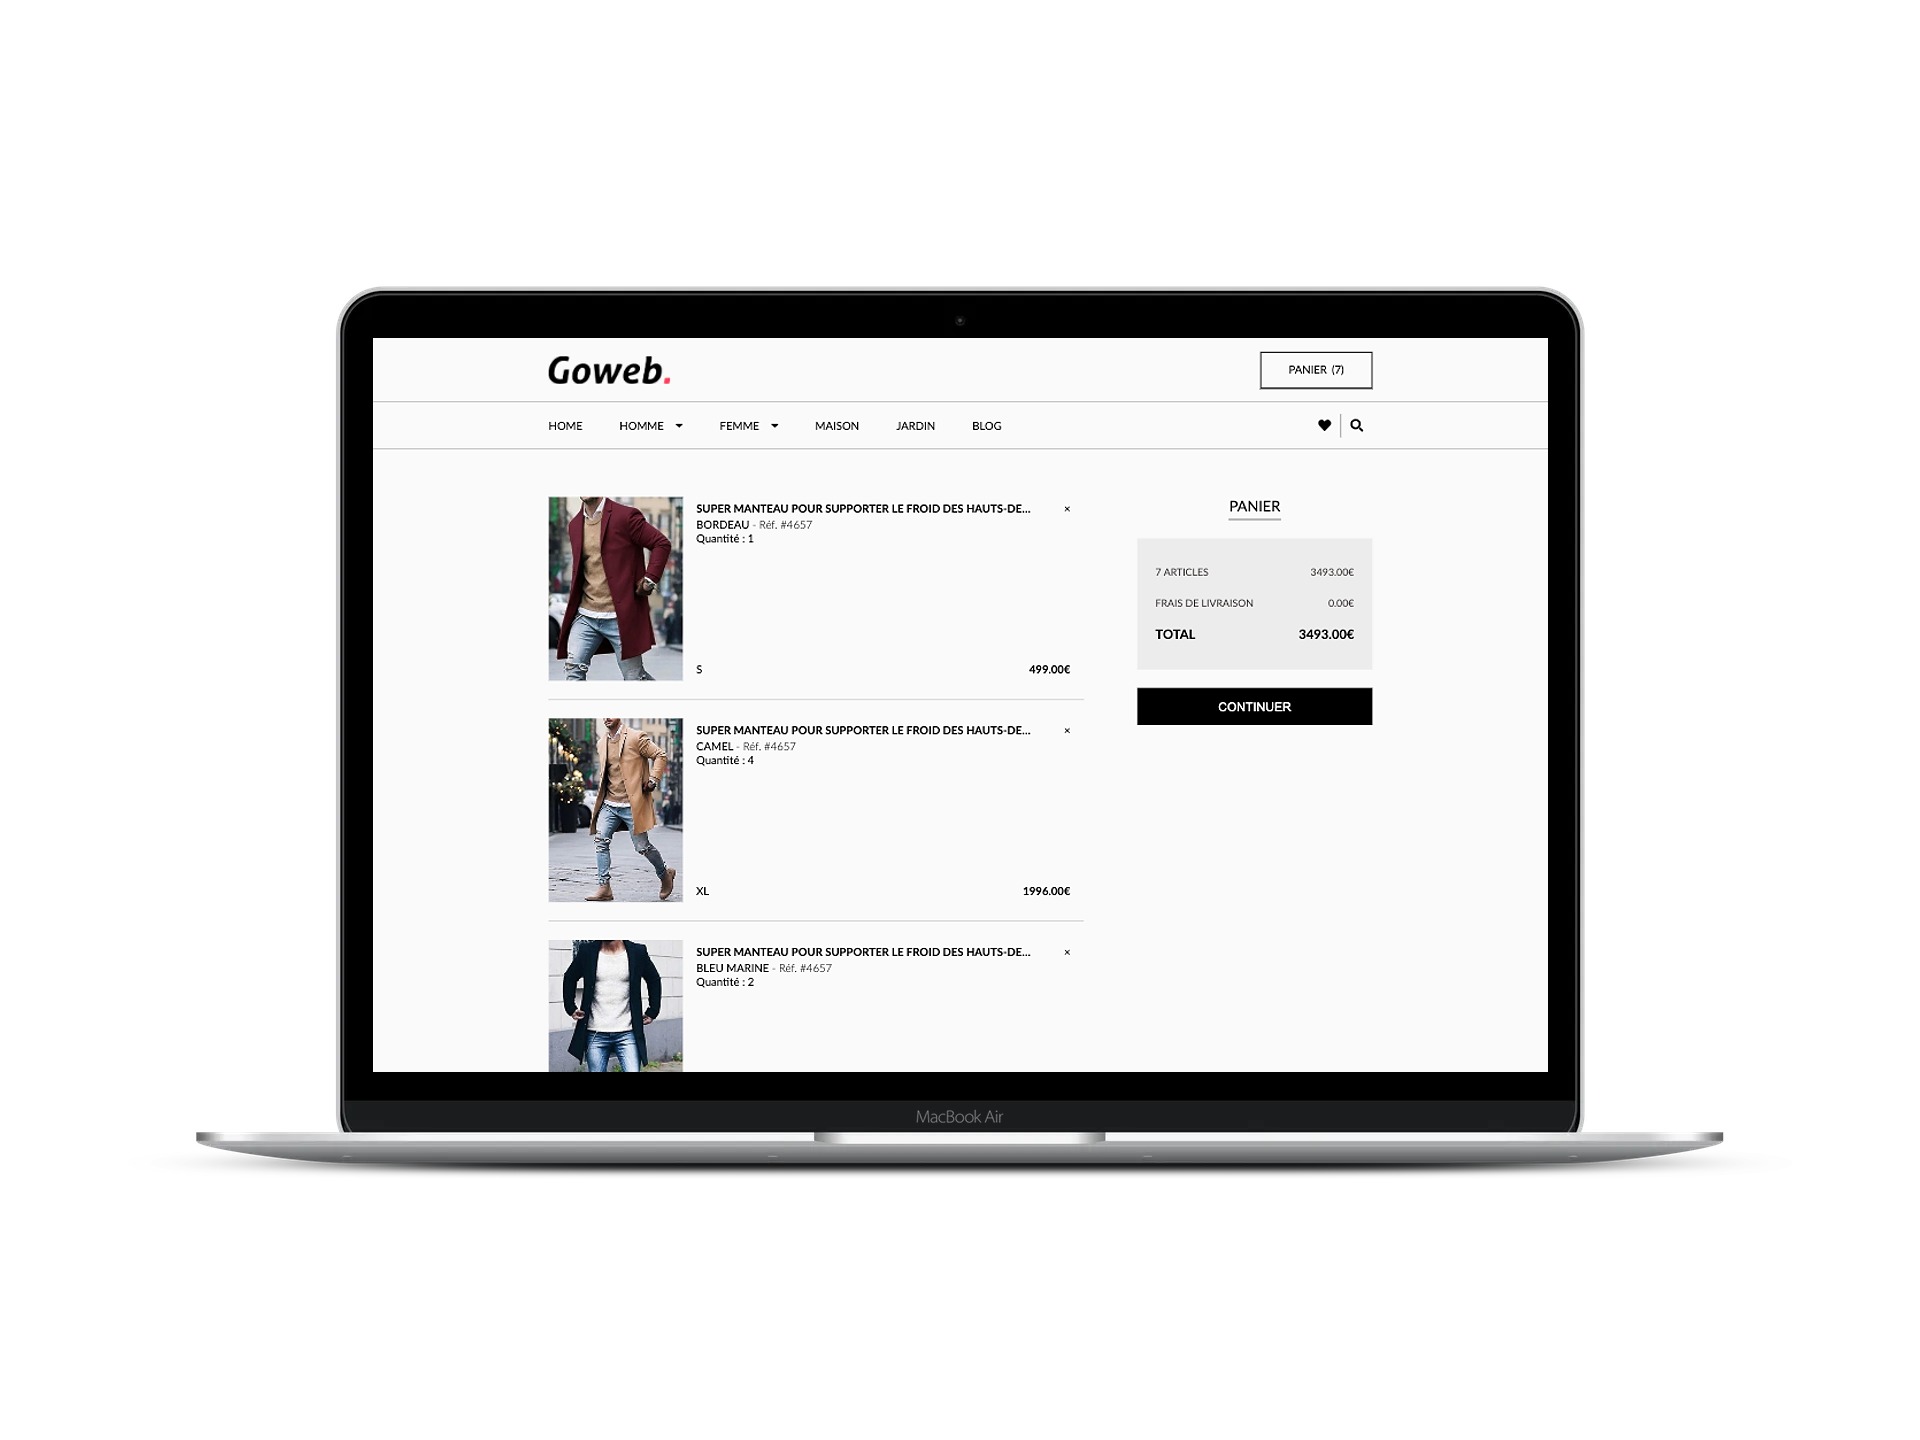 Goweb.
PANIER (7)
HOME HOMME FEMME MAISON JARDIN BLOG
SUPER MANTEAU POUR SUPPORTER LE FROID DES HAUTS-DE... ×
BORDEAU - Réf. #4657
Quantité : 1
S 499.00€
SUPER MANTEAU POUR SUPPORTER LE FROID DES HAUTS-DE... ×
CAMEL - Réf. #4657
Quantité : 4
XL 1996.00€
SUPER MANTEAU POUR SUPPORTER LE FROID DES HAUTS-DE... ×
BLEU MARINE - Réf. #4657
Quantité : 2
PANIER
7 ARTICLES 3493.00€
FRAIS DE LIVRAISON 0.00€
TOTAL 3493.00€
CONTINUER
MacBook Air